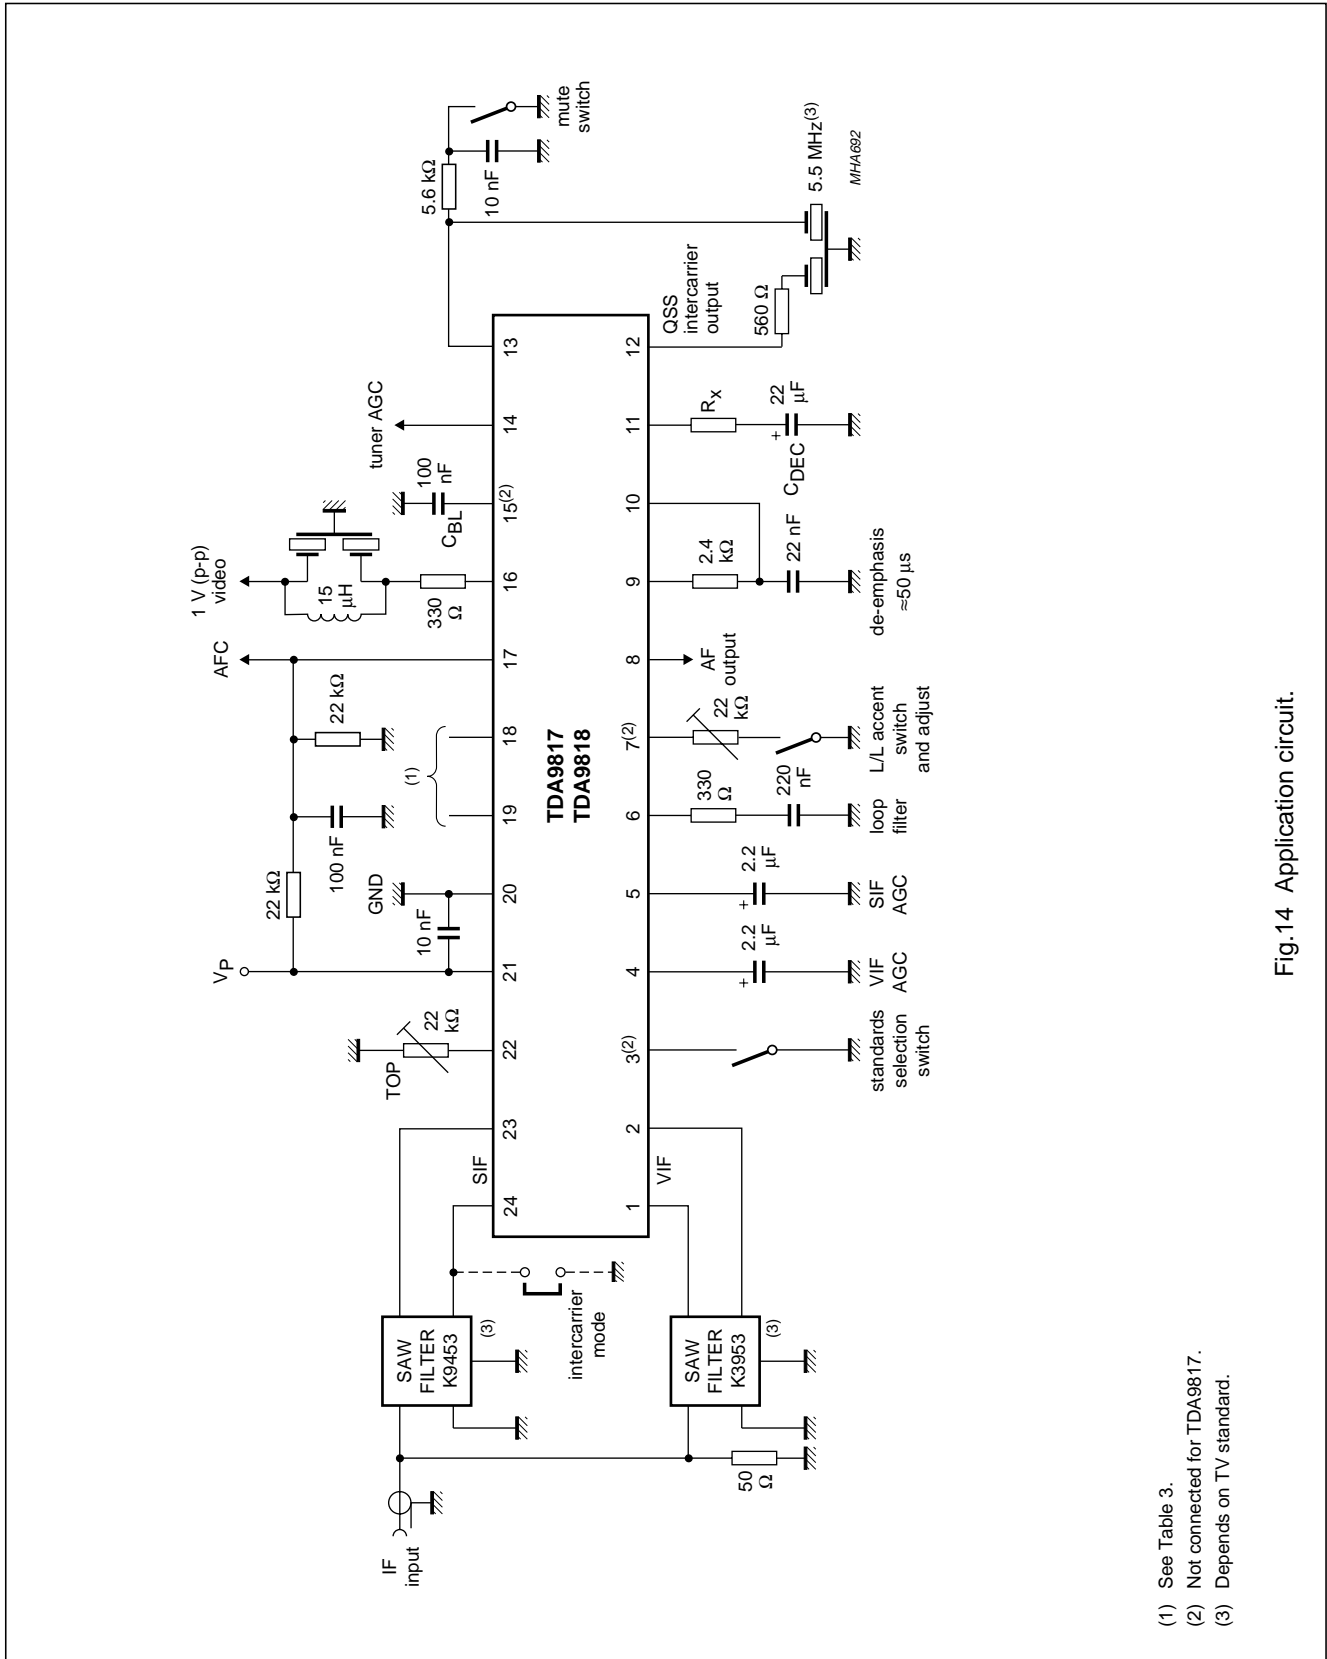 IF
input
50
Ω
SAW
FILTER
K9453
(3)
SAW
FILTER
K3953
(3)
intercarrier
mode
SIF
VIF
TDA9817
TDA9818
24
23
22
21
20
19
18
17
16
15(2)
14
13
1
2
3(2)
4
5
6
7(2)
8
9
10
11
12
TOP
22
kΩ
VP
22 kΩ
10 nF
GND
100 nF
(1)
22 kΩ
AFC
1 V (p-p)
video
15
μH
330
Ω
CBL
100
nF
tuner AGC
5.6 kΩ
10 nF
mute
switch
standards
selection
switch
2.2
μF
+
VIF
AGC
2.2
μF
+
SIF
AGC
330
Ω
220
nF
loop
filter
22
kΩ
L/L accent
switch
and adjust
AF
output
2.4
kΩ
22 nF
de-emphasis
≈50 μs
RX
22
μF
+
CDEC
QSS
intercarrier
output
560 Ω
5.5 MHz(3)
MHA692
(1) See Table 3.
(2) Not connected for TDA9817.
(3) Depends on TV standard.
Fig.14 Application circuit.